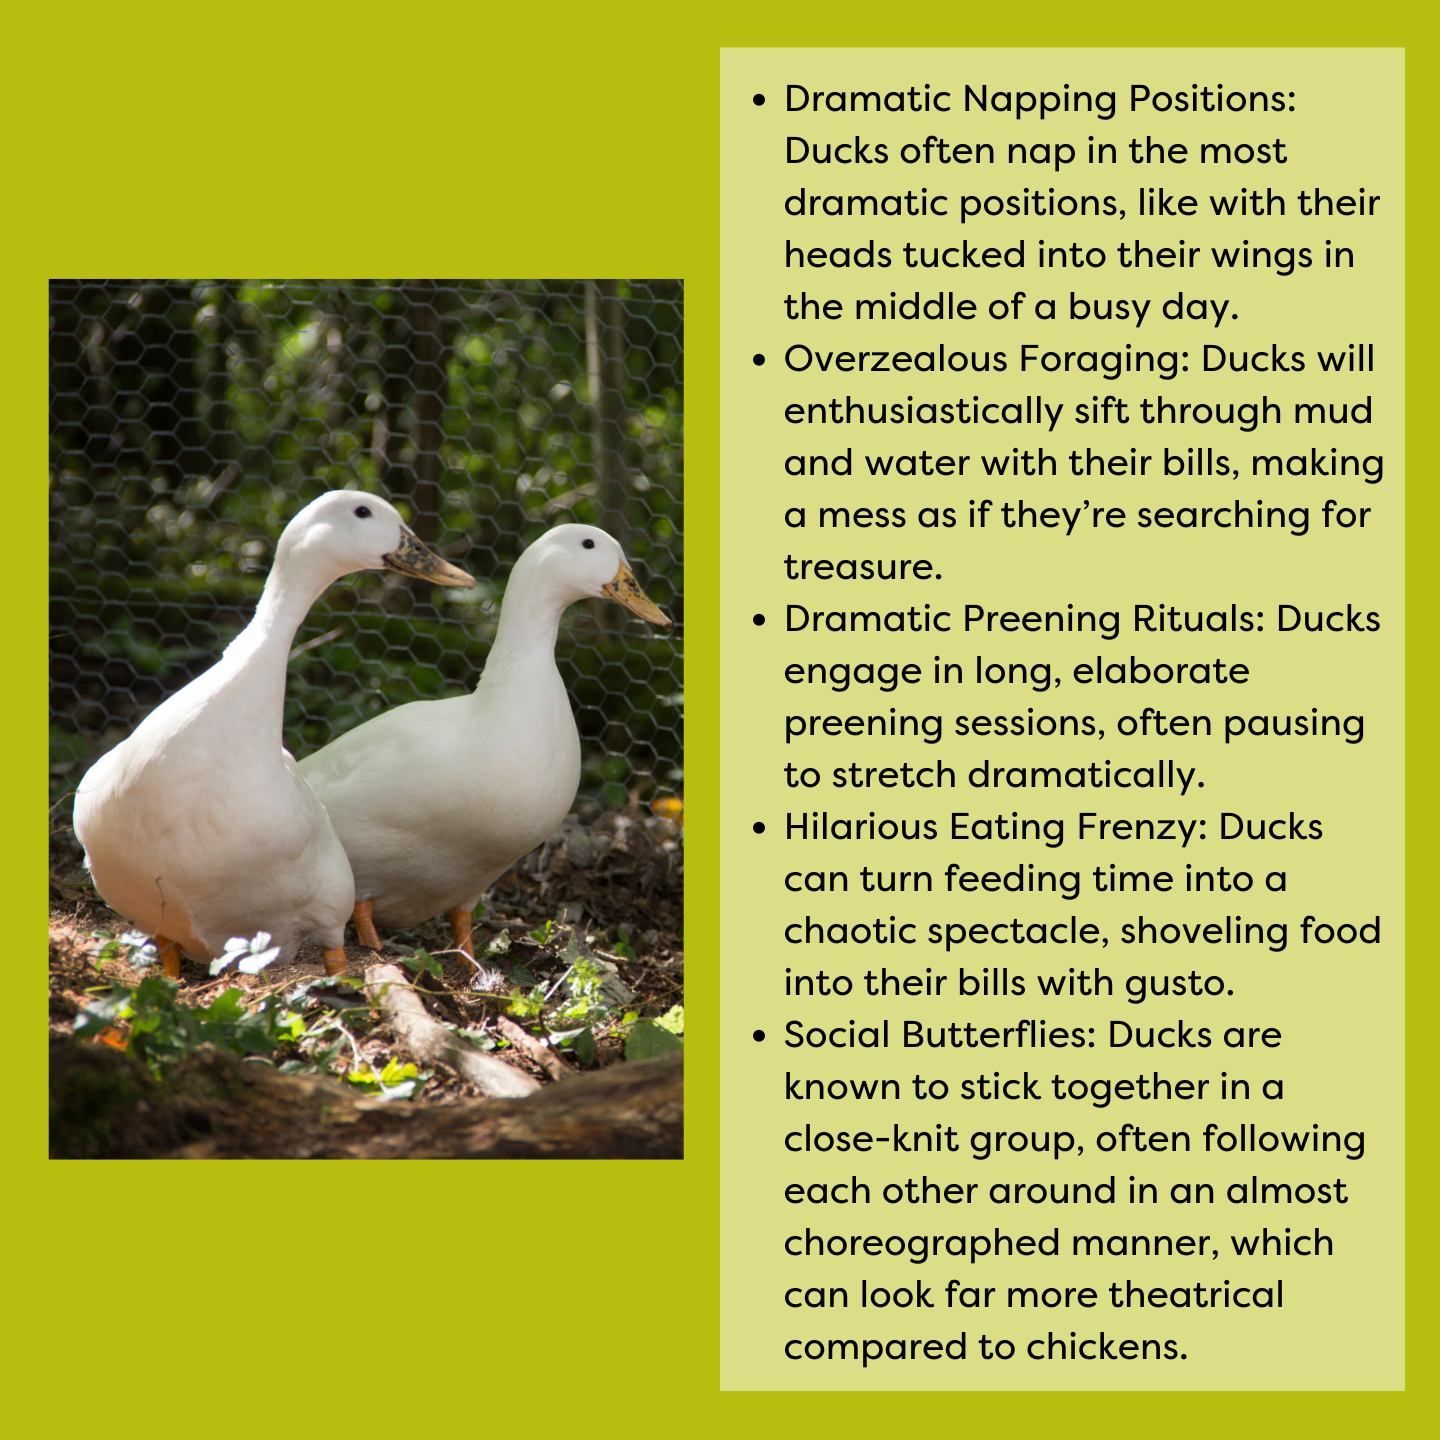 • Dramatic Napping Positions:
Ducks often nap in the most
dramatic positions, like with their
heads tucked into their wings in
the middle of a busy day.
• Overzealous Foraging: Ducks will
enthusiastically sift through mud
and water with their bills, making
a mess as if they’re searching for
treasure.
• Dramatic Preening Rituals: Ducks
engage in long, elaborate
preening sessions, often pausing
to stretch dramatically.
• Hilarious Eating Frenzy: Ducks
can turn feeding time into a
chaotic spectacle, shoveling food
into their bills with gusto.
• Social Butterflies: Ducks are
known to stick together in a
close-knit group, often following
each other around in an almost
choreographed manner, which
can look far more theatrical
compared to chickens.